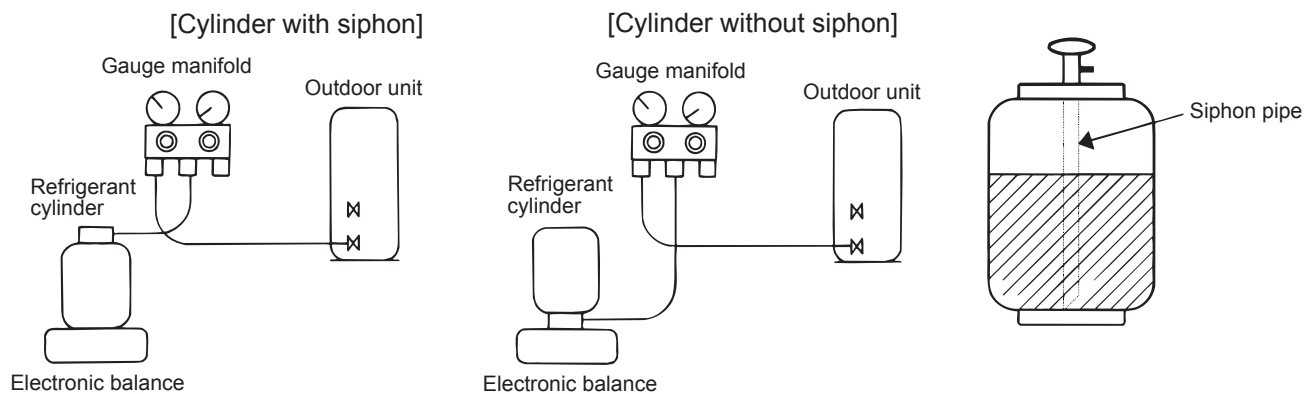 [Cylinder with siphon]
Gauge manifold
Outdoor unit
Refrigerant
cylinder
Electronic balance
[Cylinder without siphon]
Gauge manifold
Outdoor unit
Refrigerant
cylinder
Electronic balance
Siphon pipe